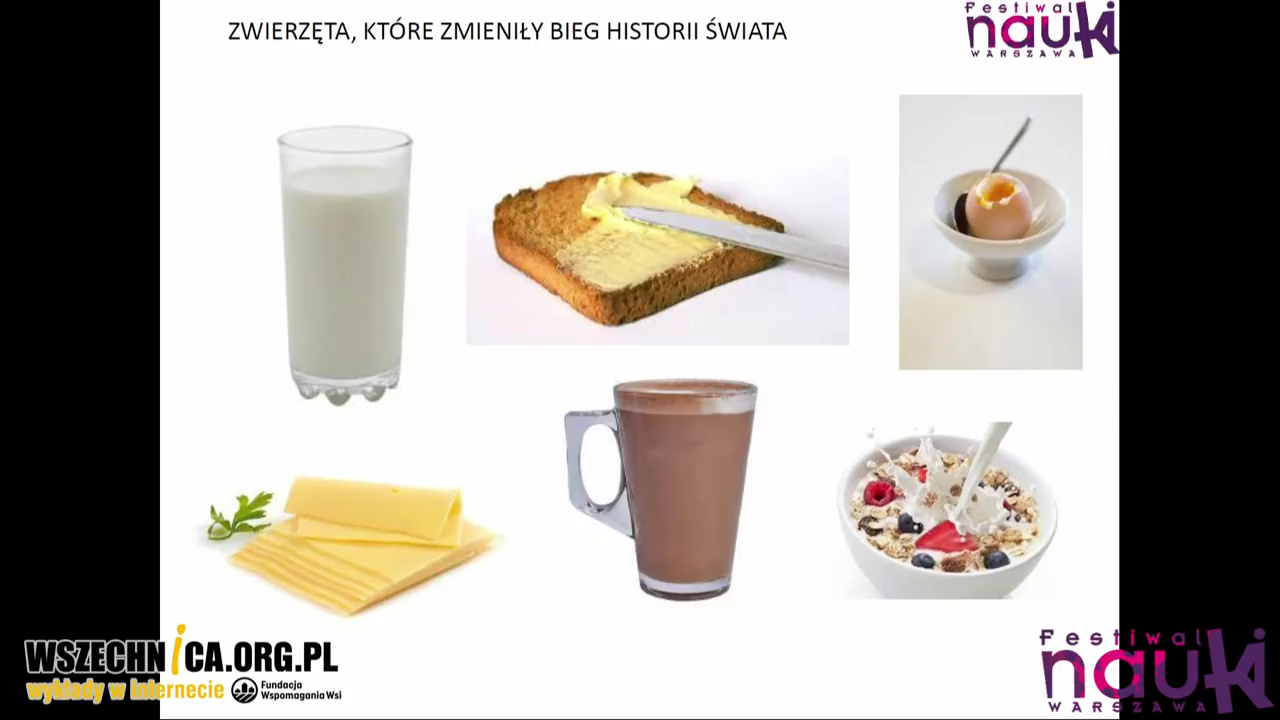 ZWIERZĘTA, KTÓRE ZMIENIŁY BIEG HISTORII ŚWIATA
Festiwal
nauki
WARSZAWA
WSZECHNICA.ORG.PL
wykłady w internecie
Fundacja
Wspomagania Wsi
Festiwal
nauki
WARSZAWA